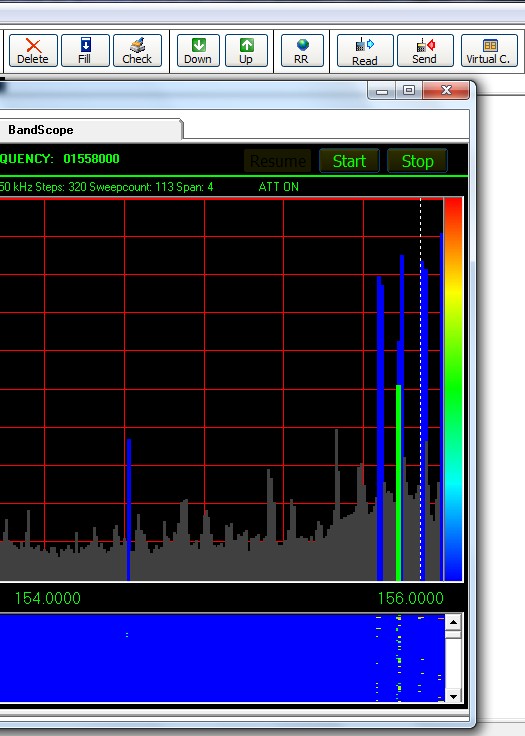 Delete Fill Check Down Up RR Read Send Virtual C.
BandScope
QUENCY: 01558000 Resume Start Stop
50 kHz Steps: 320 Sweepcount: 113 Span: 4 ATT ON
154.0000 156.0000